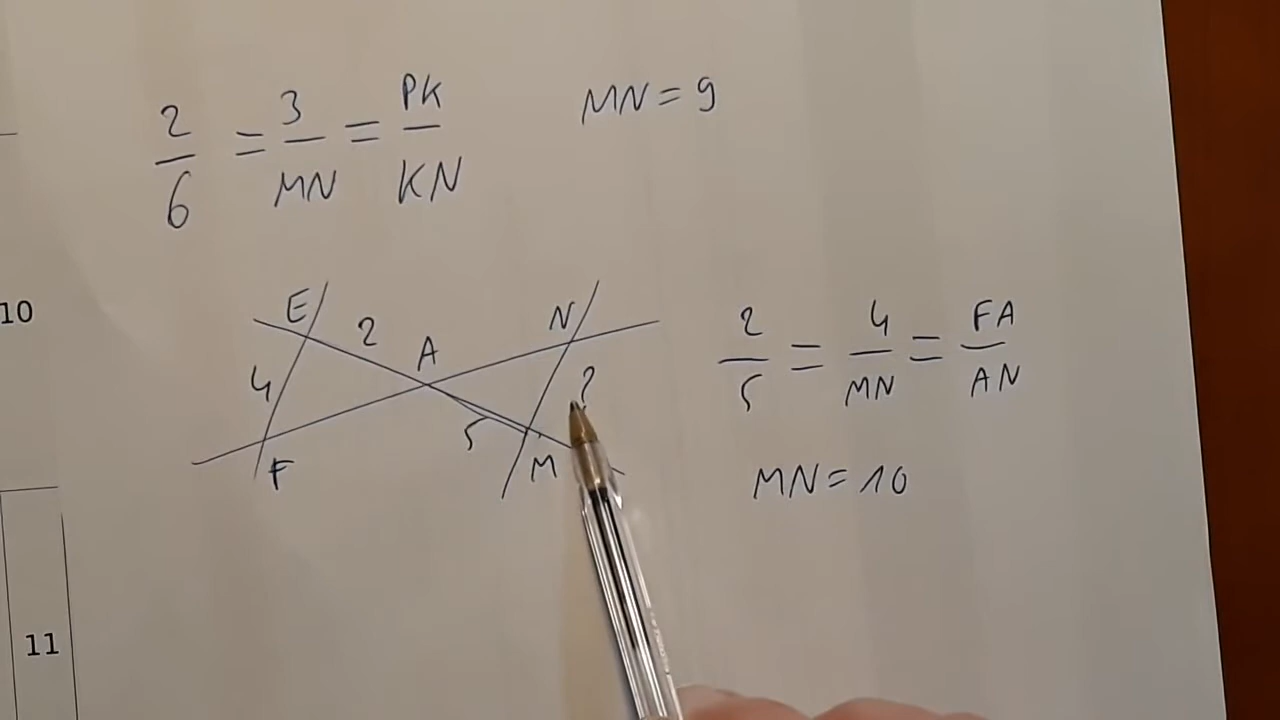 2/6 = 3/MN = PK/KN
MN = 9
E
2
N
A
4
?
5
F
M
2/5 = 4/MN = FA/AN
MN = 10
10
11